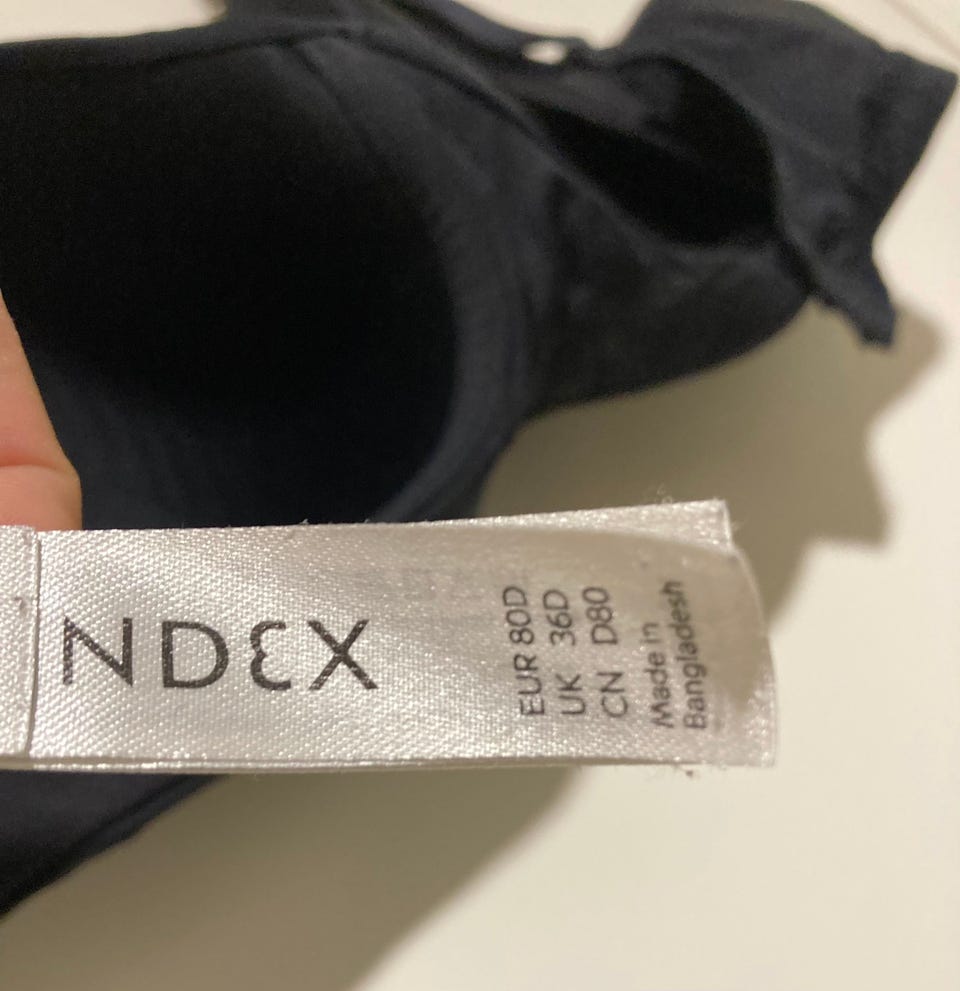 NDƐX
EUR 80D
UK 36D
CN D80
Made in
Bangladesh